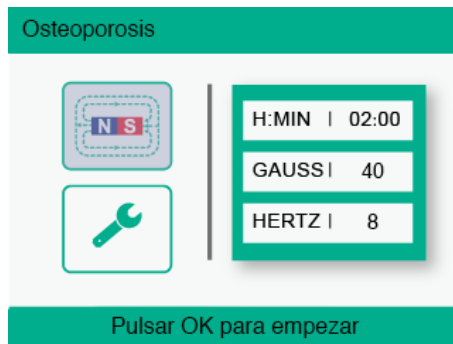 Osteoporosis
N S
H:MIN | 02:00
GAUSS | 40
HERTZ | 8
Pulsar OK para empezar